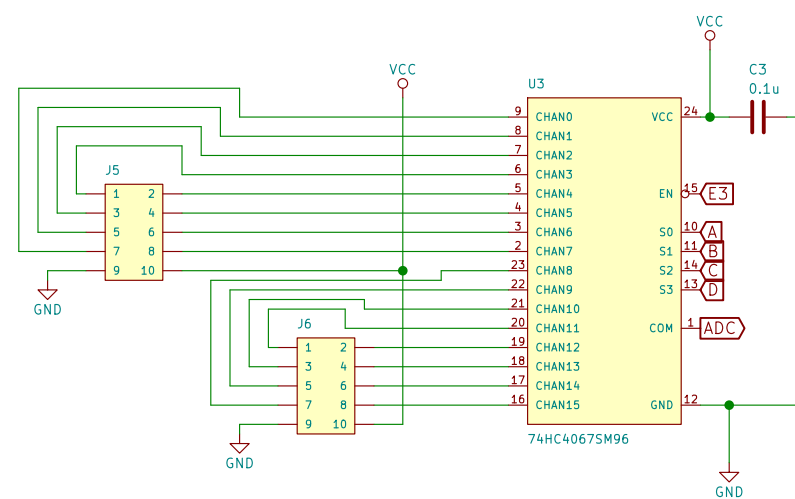 VCC
C3
0.1u
VCC
U3
9 CHAN0 VCC 24
8 CHAN1
7 CHAN2
6 CHAN3
5 CHAN4 EN 15 E3
4 CHAN5
3 CHAN6 S0 10 A
2 CHAN7 S1 11 B
23 CHAN8 S2 14 C
22 CHAN9 S3 13 D
21 CHAN10
20 CHAN11 COM 1 ADC
19 CHAN12
18 CHAN13
17 CHAN14
16 CHAN15 GND 12
74HC4067SM96
GND
J5
1 2
3 4
5 6
7 8
9 10
GND
J6
1 2
3 4
5 6
7 8
9 10
GND